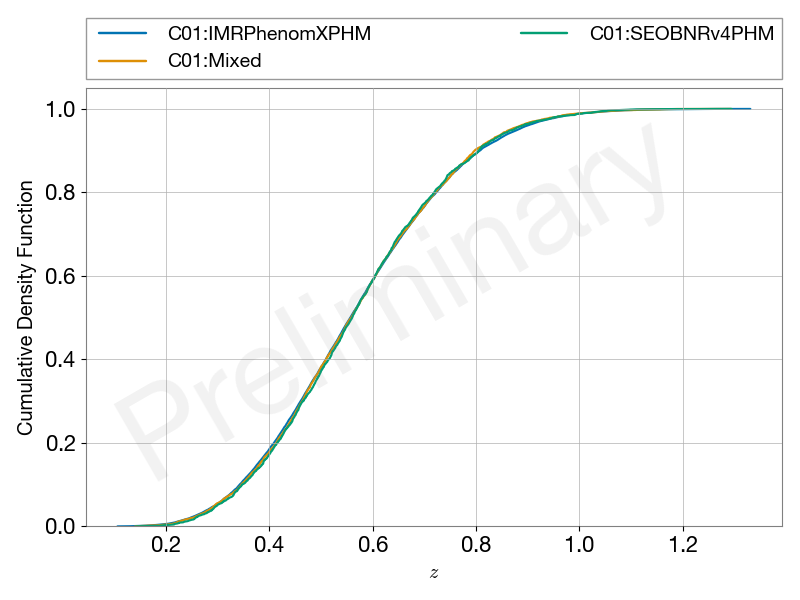 C01:IMRPhenomXPHM
C01:Mixed
C01:SEOBNRv4PHM
Cumulative Density Function
1.0
0.8
0.6
0.4
0.2
0.0
0.2 0.4 0.6 0.8 1.0 1.2
z
Preliminary